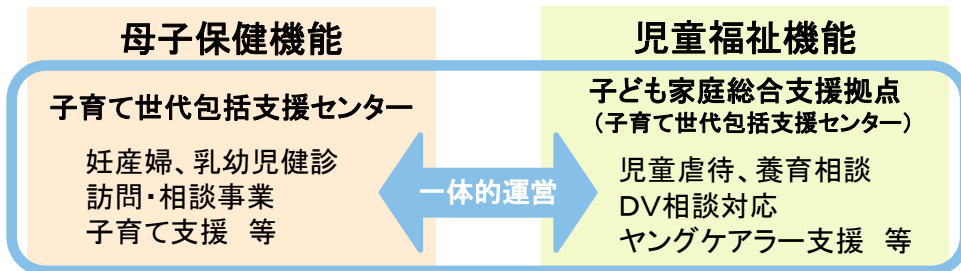 母子保健機能
子育て世代包括支援センター
妊産婦、乳幼児健診
訪問・相談事業
子育て支援　等
一体的運営
児童福祉機能
子ども家庭総合支援拠点
（子育て世代包括支援センター）
児童虐待、養育相談
DV相談対応
ヤングケアラー支援　等